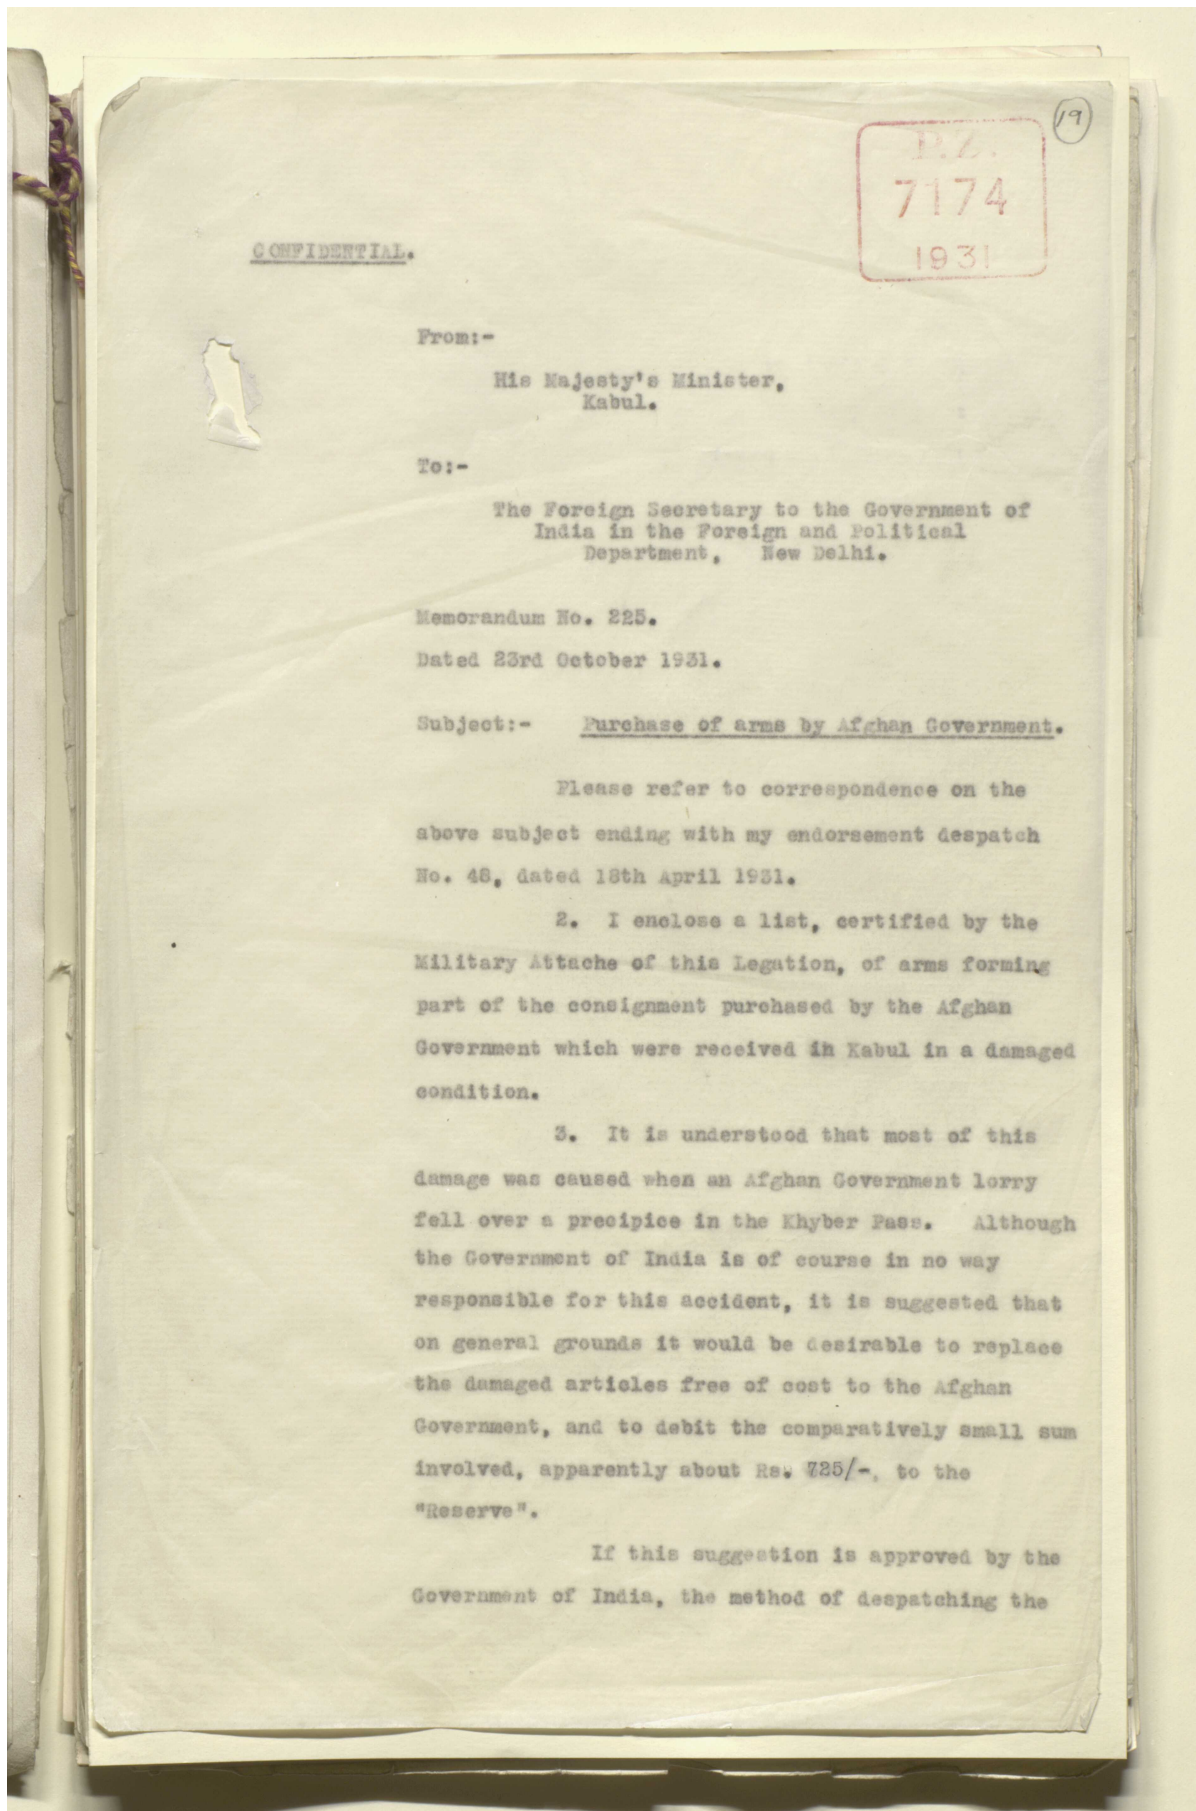 19
P.Z.
7174
1931
CONFIDENTIAL.
From:-
His Majesty's Minister,
Kabul.
To:-
The Foreign Secretary to the Government of
India in the Foreign and Political
Department, New Delhi.
Memorandum No. 225.
Dated 23rd October 1931.
Subject:- Purchase of arms by Afghan Government.
Please refer to correspondence on the
above subject ending with my endorsement despatch
No. 48, dated 18th April 1931.
2. I enclose a list, certified by the
Military Attache of this Legation, of arms forming
part of the consignment purchased by the Afghan
Government which were received in Kabul in a damaged
condition.
3. It is understood that most of this
damage was caused when an Afghan Government lorry
fell over a precipice in the Khyber Pass. Although
the Government of India is of course in no way
responsible for this accident, it is suggested that
on general grounds it would be desirable to replace
the damaged articles free of cost to the Afghan
Government, and to debit the comparatively small sum
involved, apparently about Rs. 725/-, to the
"Reserve".
If this suggestion is approved by the
Government of India, the method of despatching the